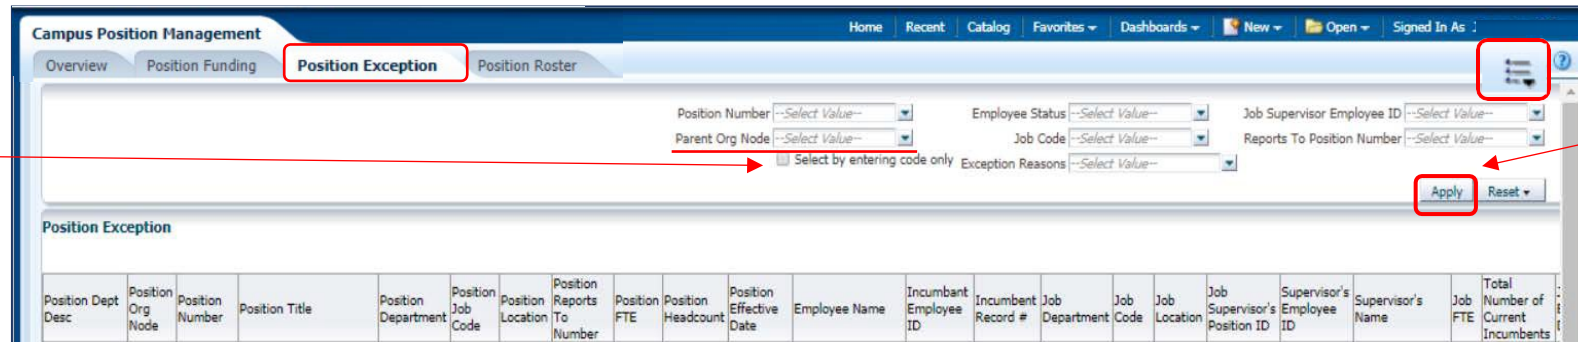 Campus Position Management
Home Recent Catalog Favorites Dashboards New Open Signed In As
Overview Position Funding Position Exception Position Roster
Position Number --Select Value-- Employee Status --Select Value-- Job Supervisor Employee ID --Select Value--
Parent Org Node --Select Value-- Job Code --Select Value-- Reports To Position Number --Select Value--
Select by entering code only Exception Reasons --Select Value--
Apply Reset
Position Exception
Position Dept Desc
Position Org Node
Position Number
Position Title
Position Department
Position Job Code
Position Location
Position Reports To Number
Position FTE
Position Headcount
Position Effective Date
Employee Name
Incumbant Employee ID
Incumbent Record #
Job Department
Job Code
Job Location
Job Supervisor's Position ID
Supervisor's Employee ID
Supervisor's Name
Job FTE
Total Number of Current Incumbents